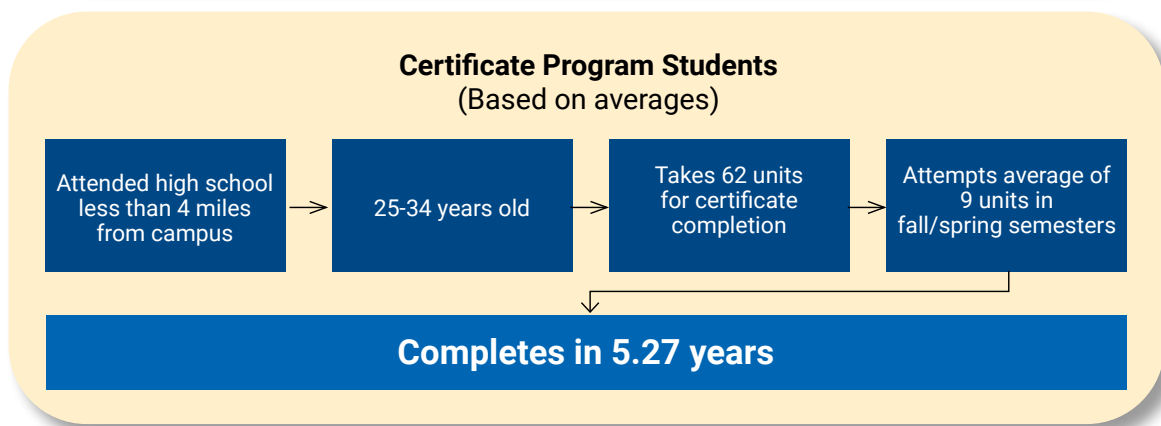 Certificate Program Students
(Based on averages)
Attended high school
less than 4 miles
from campus
25-34 years old
Takes 62 units
for certificate
completion
Attempts average of
9 units in
fall/spring semesters
Completes in 5.27 years